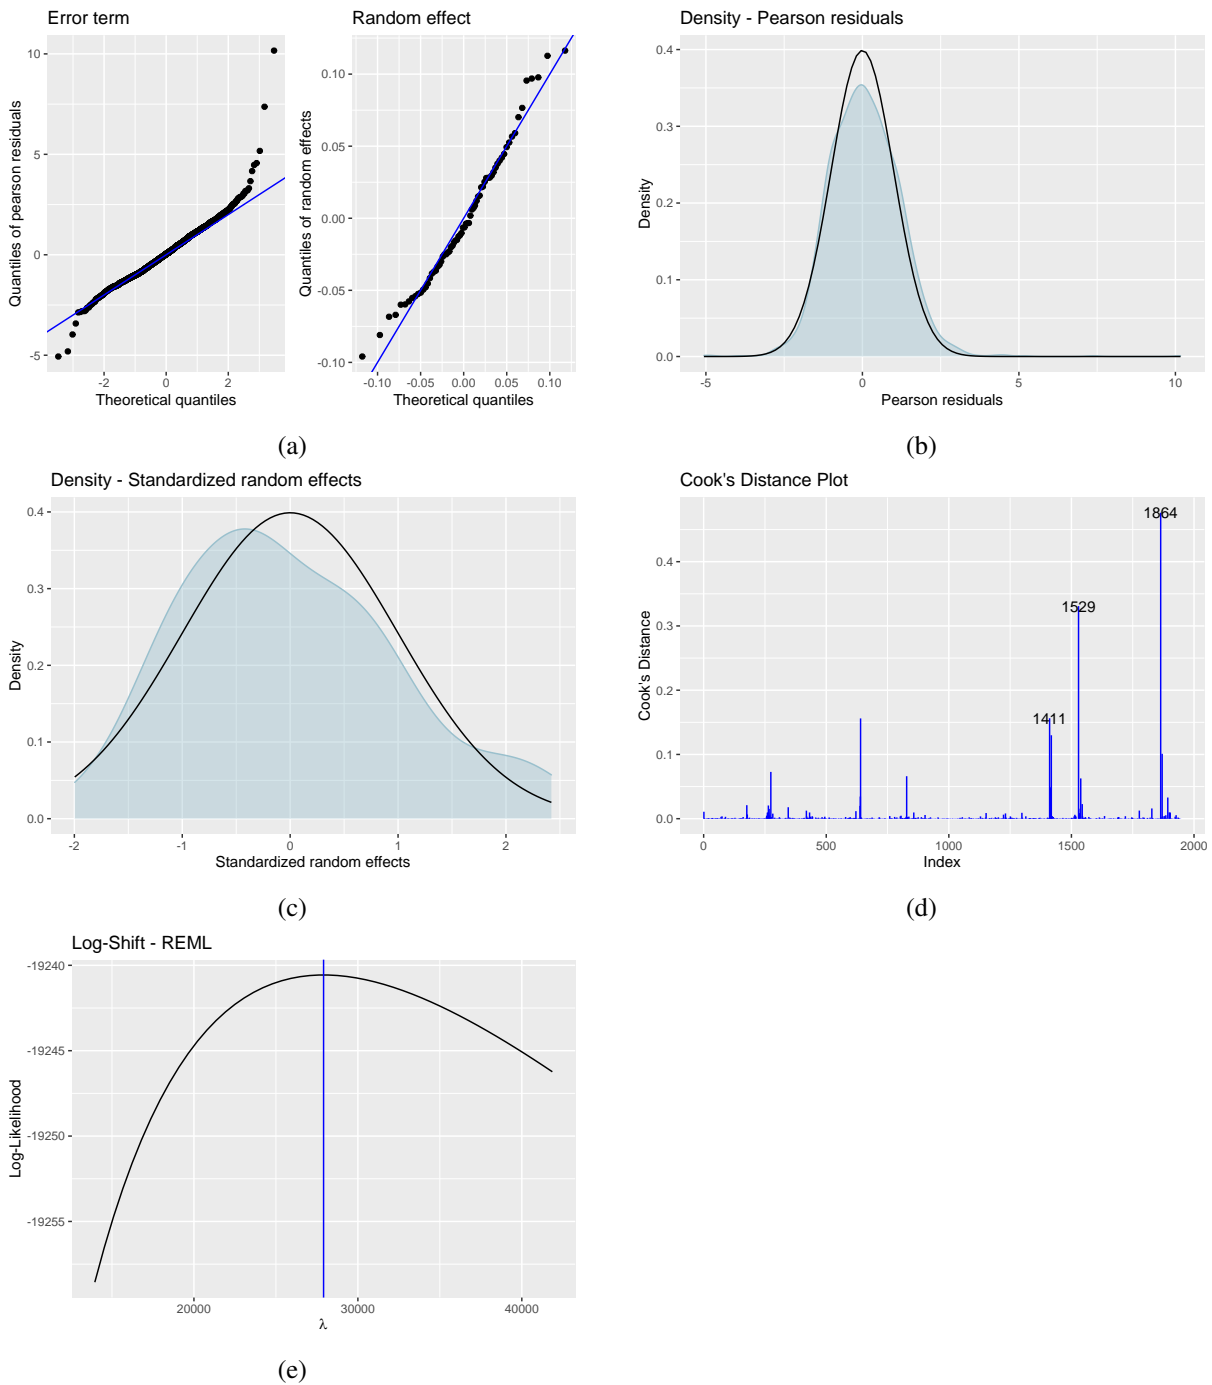 Error term
Random effect
Density - Pearson residuals
Quantiles of pearson residuals
10
5
0
-5
-2
0
2
Theoretical quantiles
Quantiles of random effects
0.10
0.05
0.00
-0.05
-0.10
-0.10
-0.05
0.00
0.05
0.10
Theoretical quantiles
(a)
Density
0.4
0.3
0.2
0.1
0.0
-5
0
5
10
Pearson residuals
(b)
Density - Standardized random effects
Density
0.4
0.3
0.2
0.1
0.0
-2
-1
0
1
2
Standardized random effects
(c)
Cook's Distance Plot
Cook's Distance
0.4
0.3
0.2
0.1
0.0
1864
1529
1411
0
500
1000
1500
2000
Index
(d)
Log-Shift - REML
Log-Likelihood
-19240
-19245
-19250
-19255
20000
30000
40000
λ
(e)